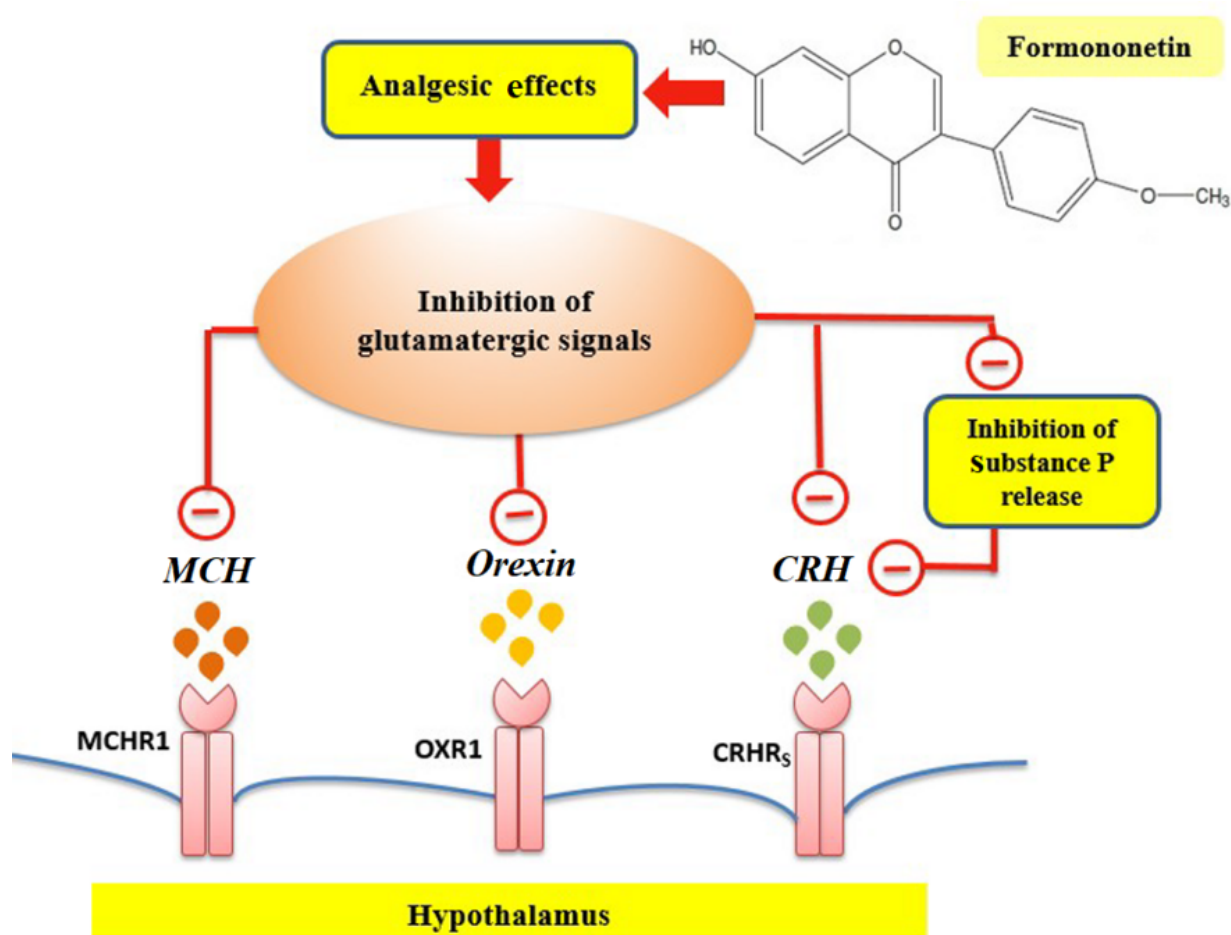 Formononetin
HO
O
O
O
CH₃
Analgesic effects
Inhibition of
glutamatergic signals
Inhibition of
substance P
release
MCH
Orexin
CRH
MCHR1
OXR1
CRHRₛ
Hypothalamus